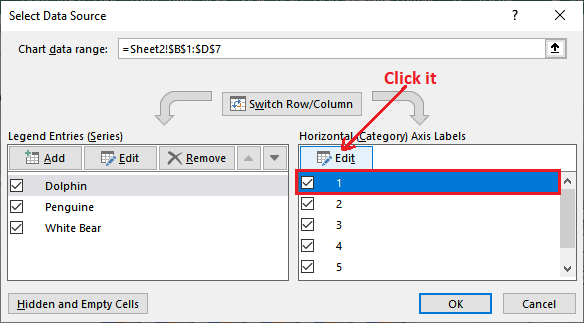 Select Data Source
? ×
Chart data range: =Sheet2!$B$1:$D$7
Click it
Switch Row/Column
Legend Entries (Series)
Add Edit Remove
Dolphin
Penguine
White Bear
Horizontal (Category) Axis Labels
Edit
1
2
3
4
5
Hidden and Empty Cells
OK Cancel